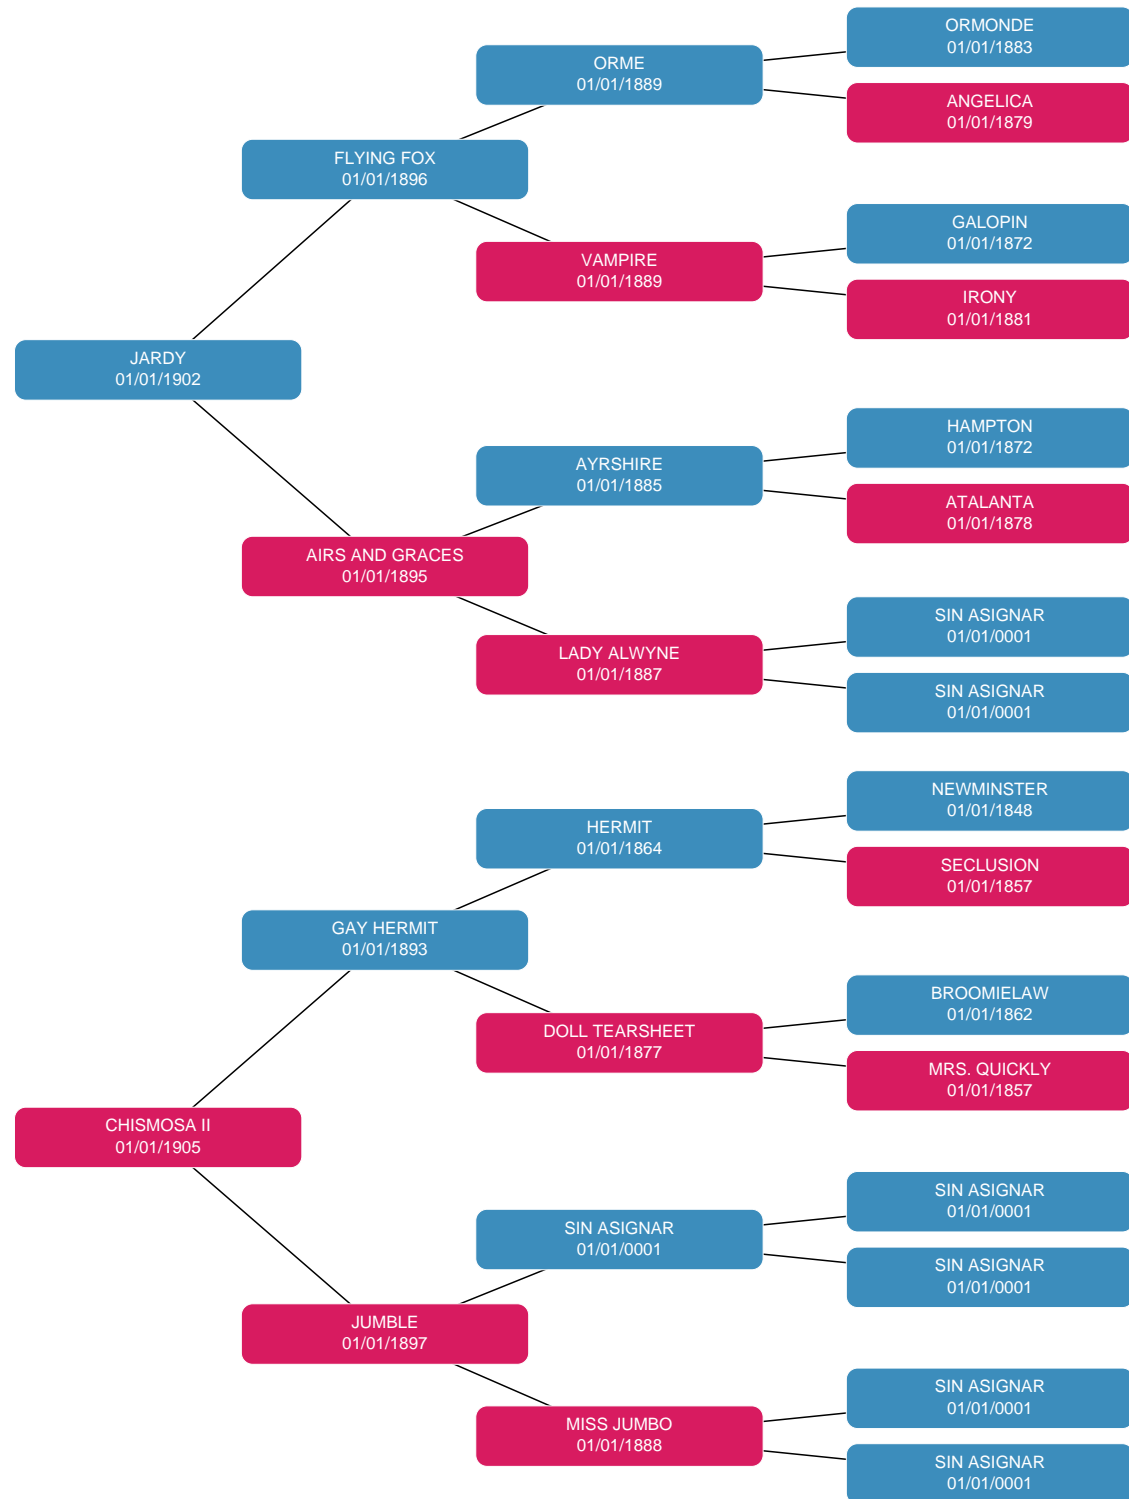 ORMONDE
01/01/1883
ORME
01/01/1889
ANGELICA
01/01/1879
FLYING FOX
01/01/1896
GALOPIN
01/01/1872
VAMPIRE
01/01/1889
IRONY
01/01/1881
JARDY
01/01/1902
HAMPTON
01/01/1872
AYRSHIRE
01/01/1885
ATALANTA
01/01/1878
AIRS AND GRACES
01/01/1895
SIN ASIGNAR
01/01/0001
LADY ALWYNE
01/01/1887
SIN ASIGNAR
01/01/0001
NEWMINSTER
01/01/1848
HERMIT
01/01/1864
SECLUSION
01/01/1857
GAY HERMIT
01/01/1893
BROOMIELAW
01/01/1862
DOLL TEARSHEET
01/01/1877
MRS. QUICKLY
01/01/1857
CHISMOSA II
01/01/1905
SIN ASIGNAR
01/01/0001
SIN ASIGNAR
01/01/0001
SIN ASIGNAR
01/01/0001
JUMBLE
01/01/1897
SIN ASIGNAR
01/01/0001
MISS JUMBO
01/01/1888
SIN ASIGNAR
01/01/0001